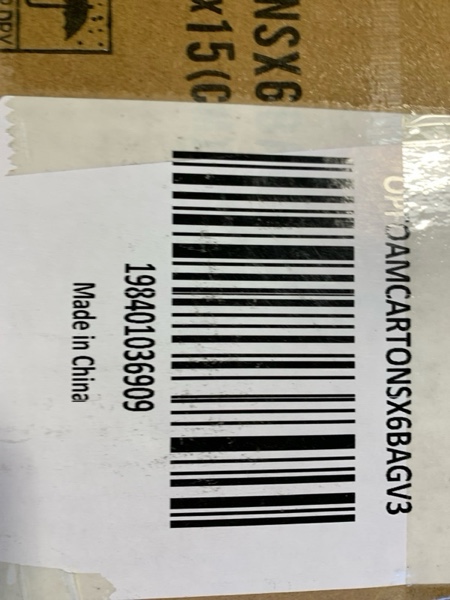 NSX6
x15(C
DAMCARTONSX6BAGV3
198401036909
Made in China